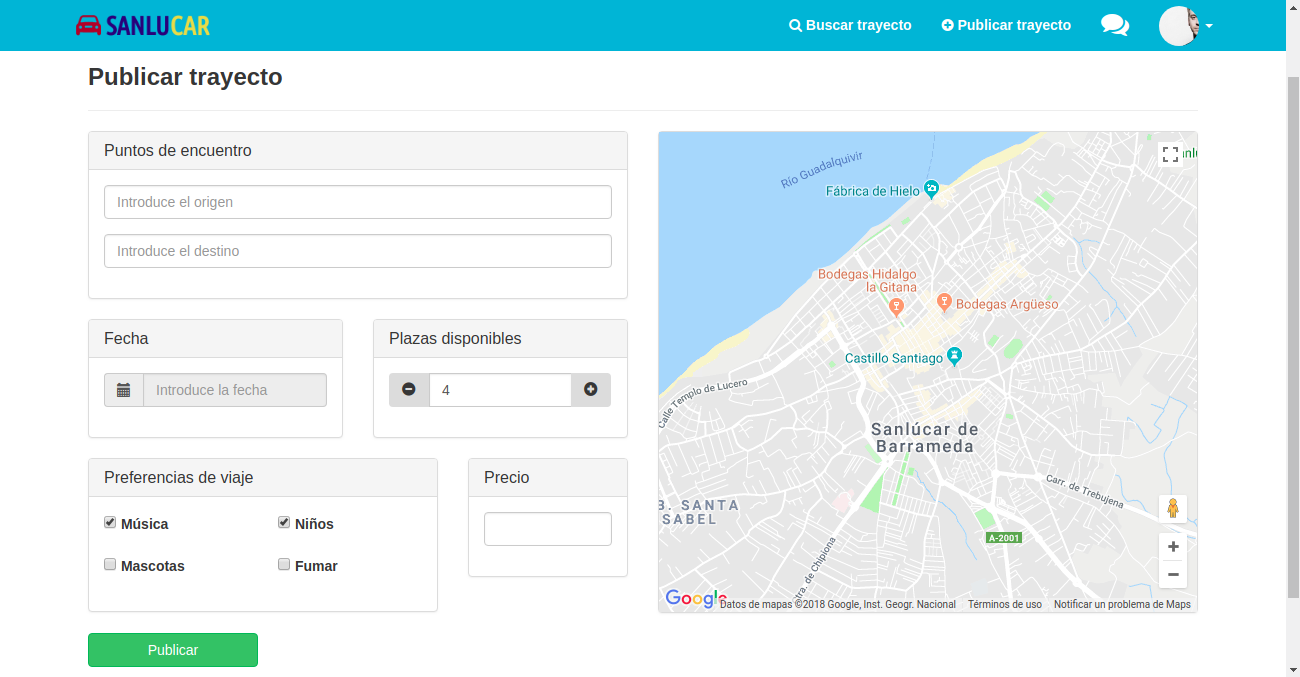 SANLUCAR
Buscar trayecto
Publicar trayecto
Publicar trayecto
Puntos de encuentro
Introduce el origen
Introduce el destino
Fecha
Introduce la fecha
Plazas disponibles
4
Preferencias de viaje
Música
Niños
Mascotas
Fumar
Precio
Publicar
Río Guadalquivir
Fábrica de Hielo
Bodegas Hidalgo
la Gitana
Bodegas Argüeso
Castillo Santiago
Calle Templo de Lucero
Sanlúcar de
Barrameda
B. SANTA
SABEL
Carr. de Trebujena
A-2001
tra. de Chipiona
Google
Datos de mapas ©2018 Google, Inst. Geogr. Nacional
Términos de uso
Notificar un problema de Maps